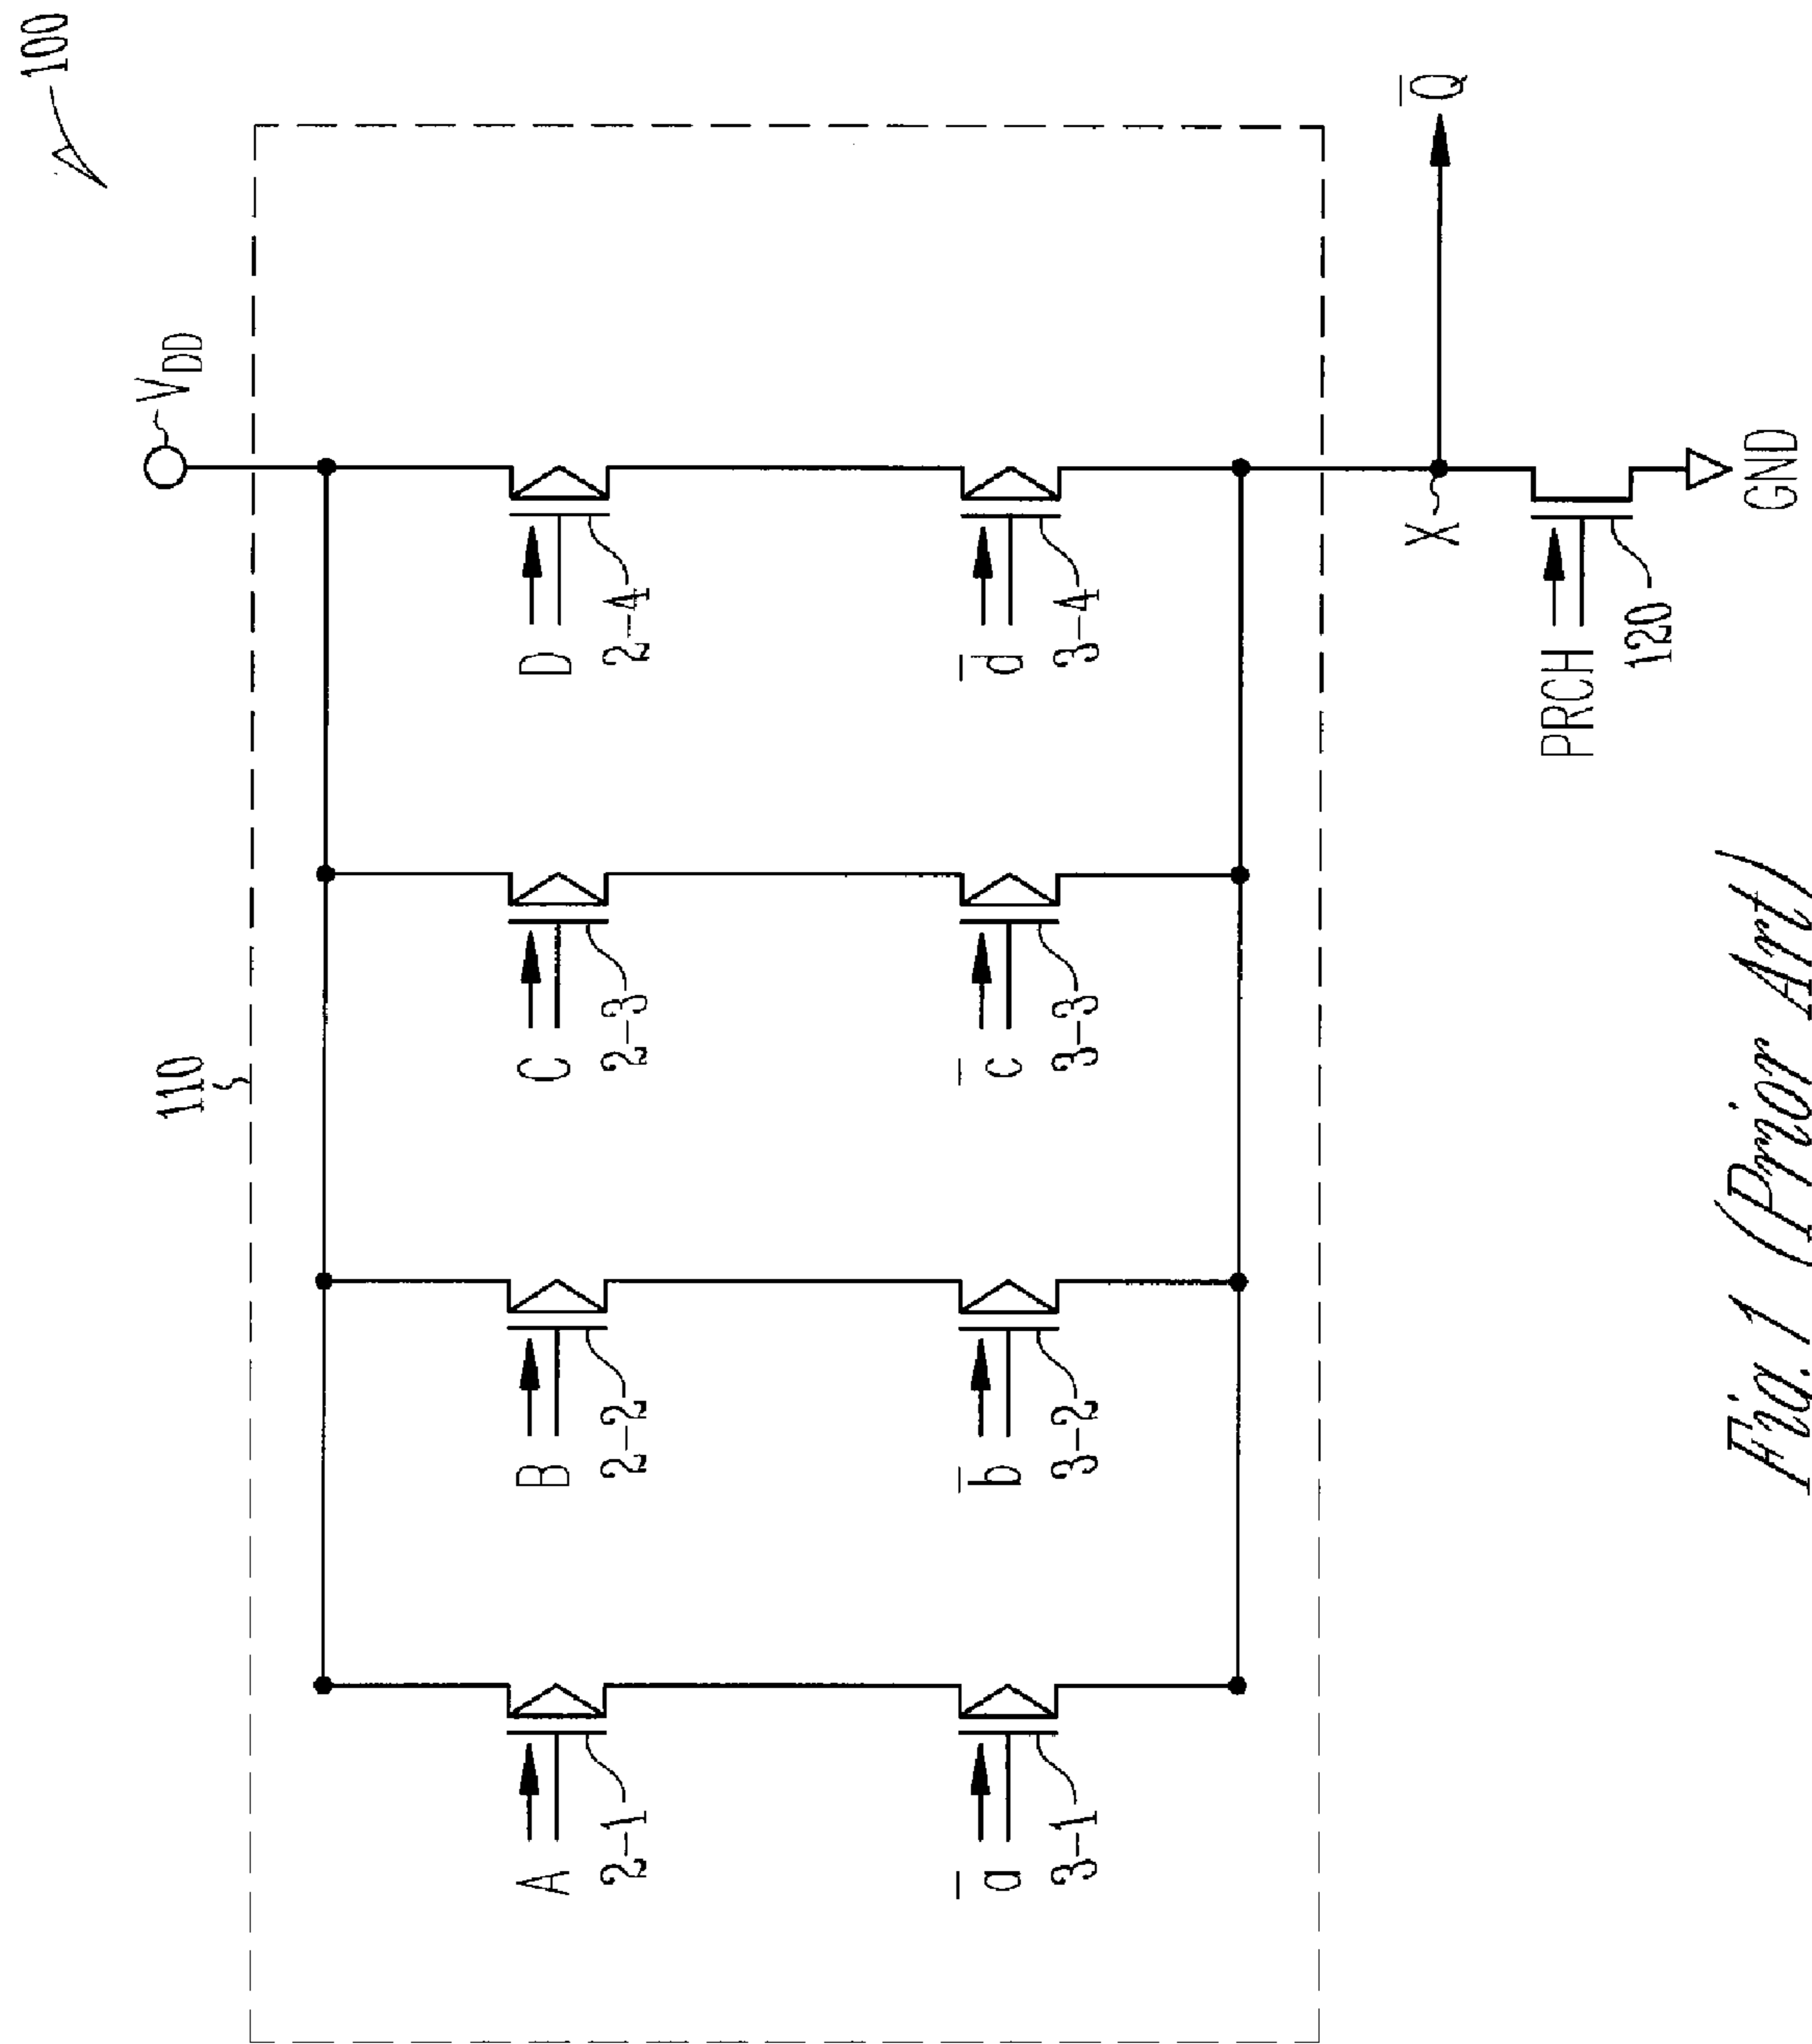 100
V_DD
110
A
2-1
B
2-2
C
2-3
D
2-4
a̅
3-1
b̅
3-2
c̅
3-3
d̅
3-4
X
Q̅
PRCH
120
GND
Fig. 1 (Prior Art)